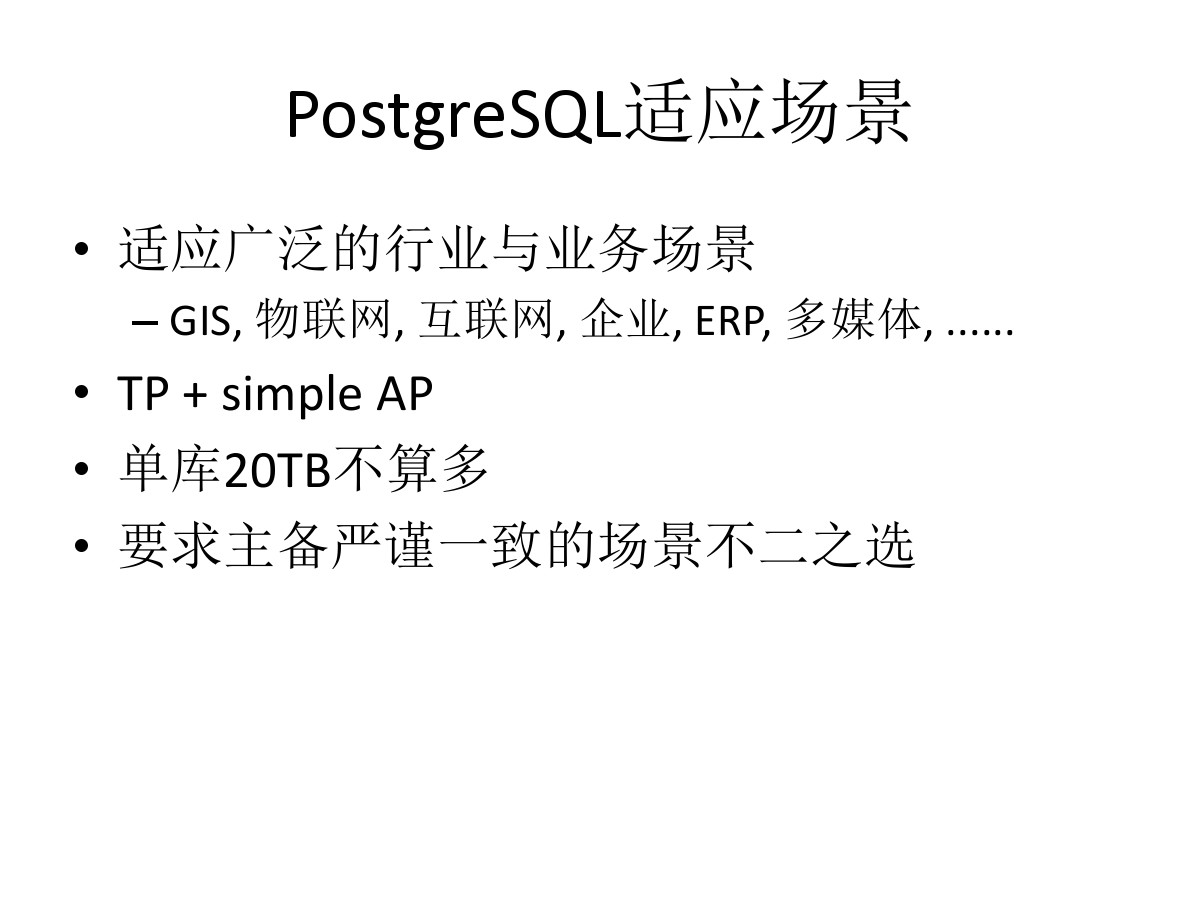 PostgreSQL适应场景
• 适应广泛的行业与业务场景
– GIS, 物联网, 互联网, 企业, ERP, 多媒体, ......
• TP + simple AP
• 单库20TB不算多
• 要求主备严谨一致的场景不二之选